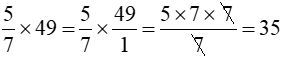 5/7 × 49 = 5/7 × 49/1 = (5 × 7 × 7)/7 = 35